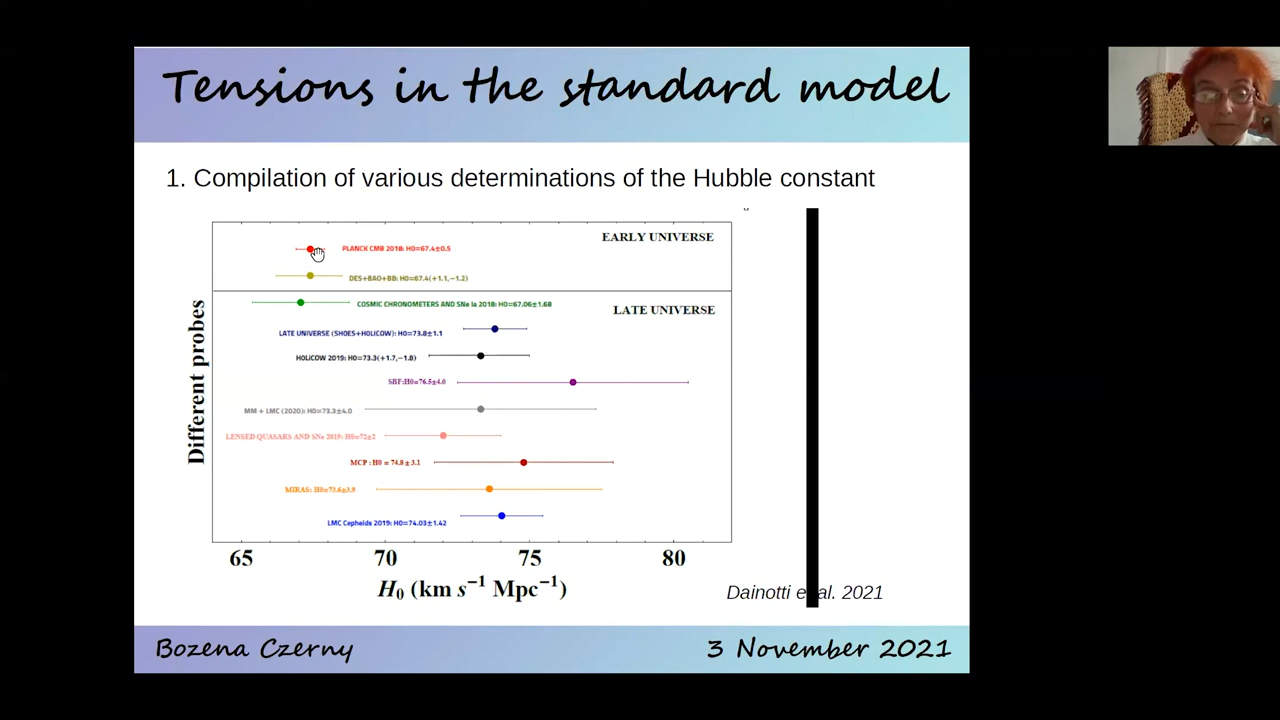 Tensions in the standard model
1. Compilation of various determinations of the Hubble constant
EARLY UNIVERSE
PLANCK CMB 2018: H0=67.4±0.5
DES+BAO+BB: H0=67.4(+1.1,−1.2)
COSMIC CHRONOMETERS AND SNe Ia 2018: H0=67.06±1.68
LATE UNIVERSE
LATE UNIVERSE (SHOES+HOLICOW): H0=73.8±1.1
HOLICOW 2019: H0=73.3(+1.7,−1.8)
SBF:H0=76.5±4.0
MM + LMC (2020): H0=73.3±4.0
LENSED QUASARS AND SNe 2019: H0=72±2
MCP : H0 = 74.8 ± 3.1
MIRAS: H0=73.6±3.9
LMC Cepheids 2019: H0=74.03±1.42
Different probes
65 70 75 80
H₀ (km s⁻¹ Mpc⁻¹)
Dainotti e al. 2021
Bozena Czerny
3 November 2021